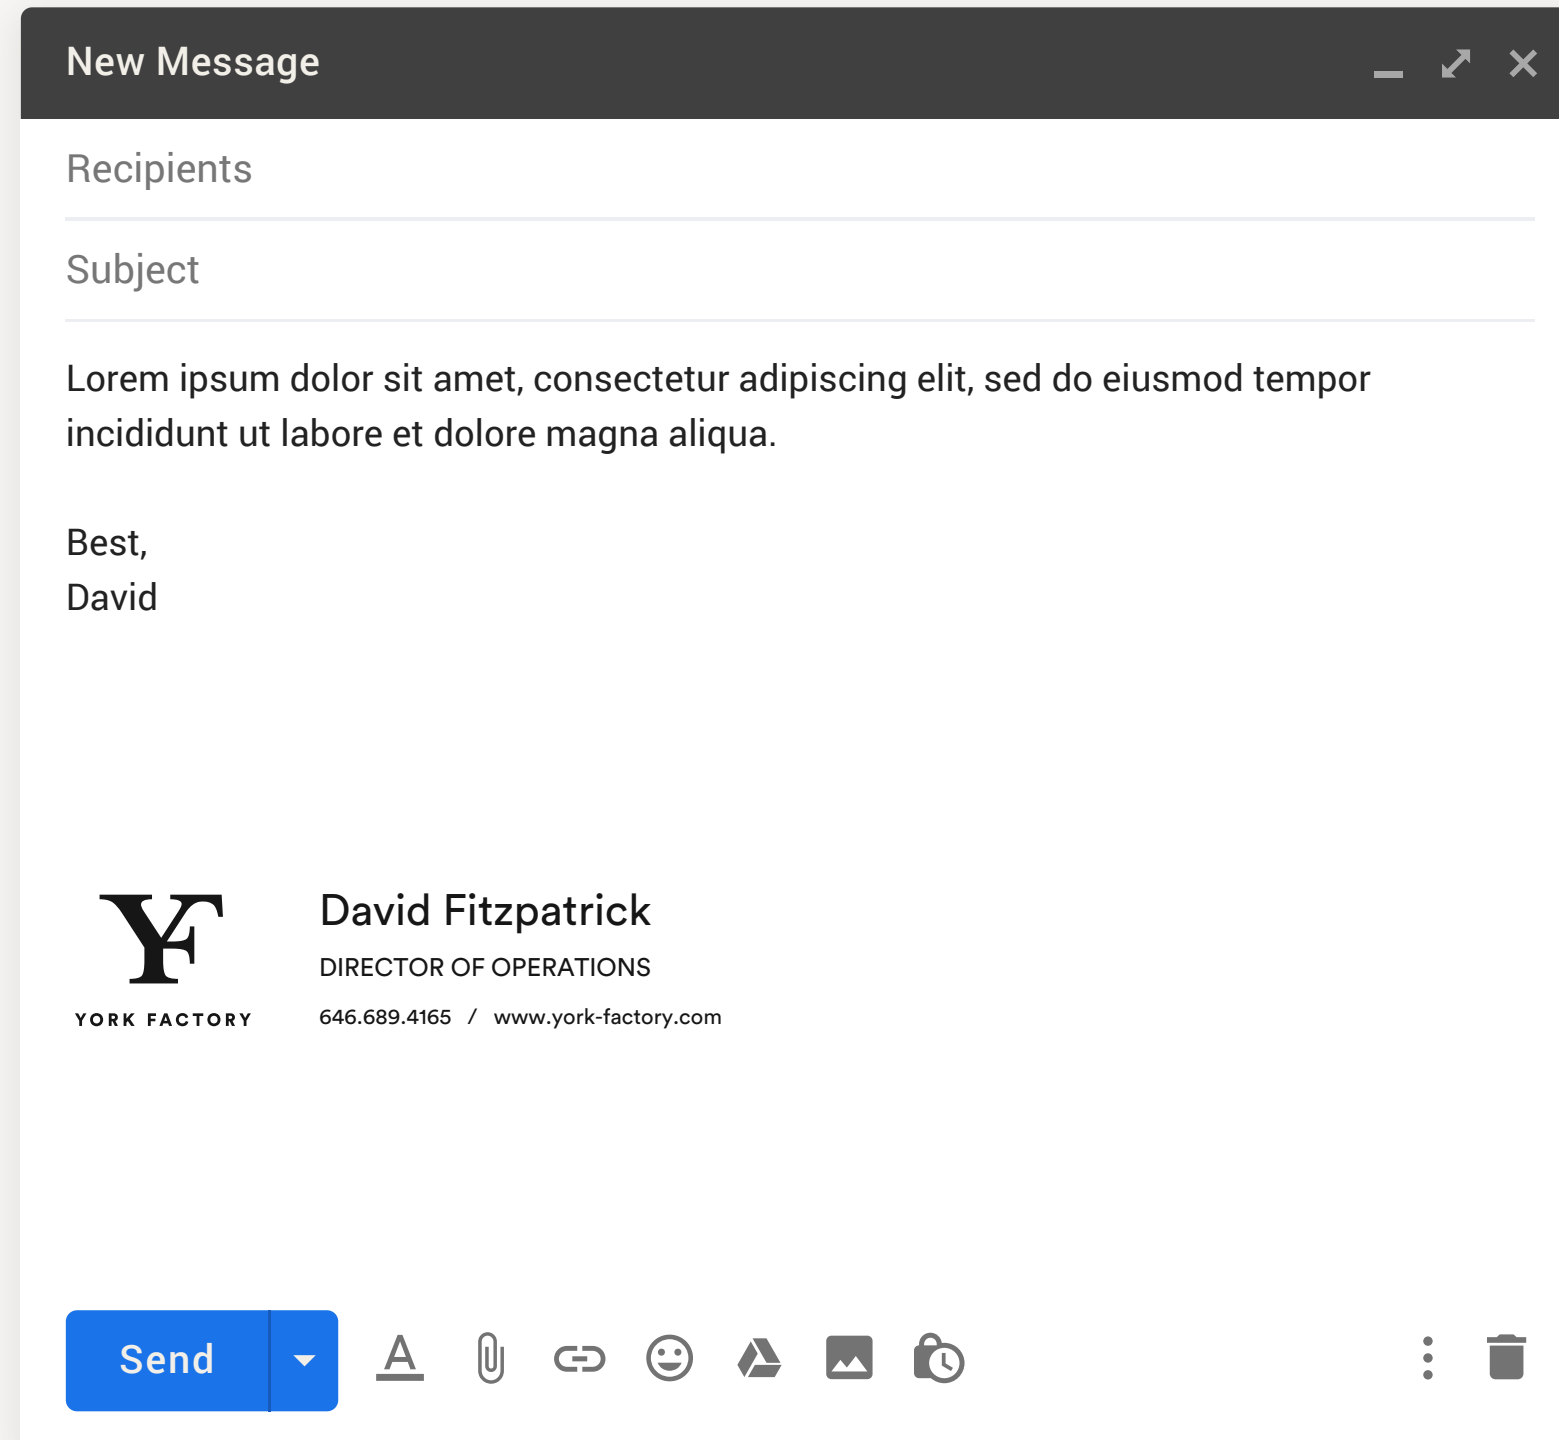 New Message
Recipients
Subject
Lorem ipsum dolor sit amet, consectetur adipiscing elit, sed do eiusmod tempor
incididunt ut labore et dolore magna aliqua.
Best,
David
YF
YORK FACTORY
David Fitzpatrick
DIRECTOR OF OPERATIONS
646.689.4165 / www.york-factory.com
Send